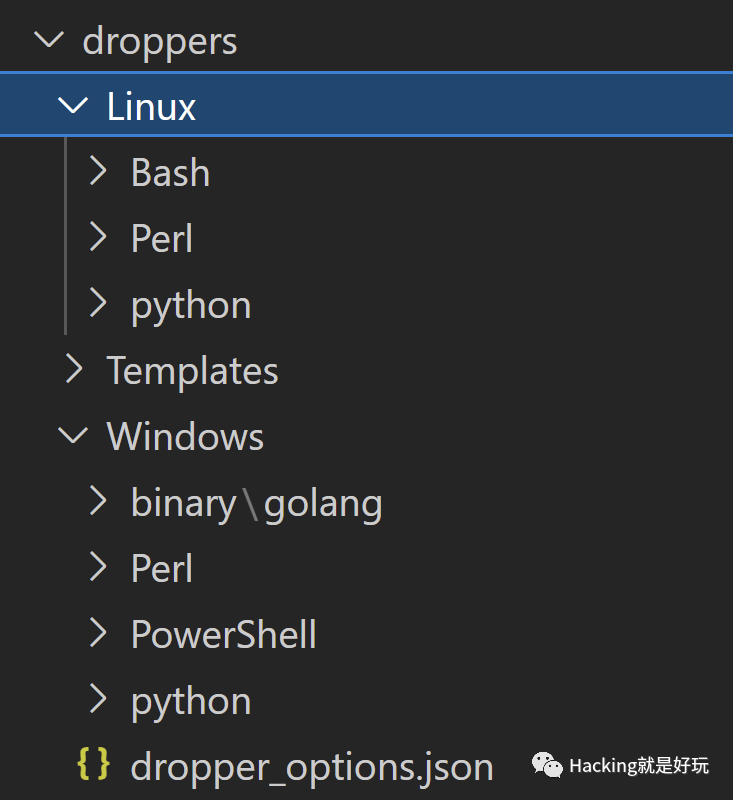 droppers
Linux
Bash
Perl
python
Templates
Windows
binary\golang
Perl
PowerShell
python
{} dropper_options.json
Hacking就是好玩